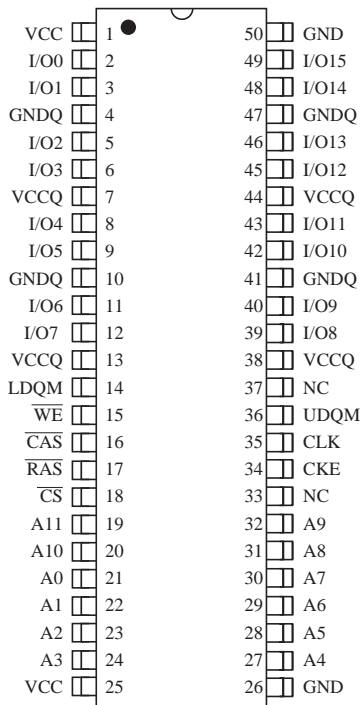 VCC 1 50 GND
I/O0 2 49 I/O15
I/O1 3 48 I/O14
GNDQ 4 47 GNDQ
I/O2 5 46 I/O13
I/O3 6 45 I/O12
VCCQ 7 44 VCCQ
I/O4 8 43 I/O11
I/O5 9 42 I/O10
GNDQ 10 41 GNDQ
I/O6 11 40 I/O9
I/O7 12 39 I/O8
VCCQ 13 38 VCCQ
LDQM 14 37 NC
W̅E̅ 15 36 UDQM
C̅A̅S̅ 16 35 CLK
R̅A̅S̅ 17 34 CKE
C̅S̅ 18 33 NC
A11 19 32 A9
A10 20 31 A8
A0 21 30 A7
A1 22 29 A6
A2 23 28 A5
A3 24 27 A4
VCC 25 26 GND